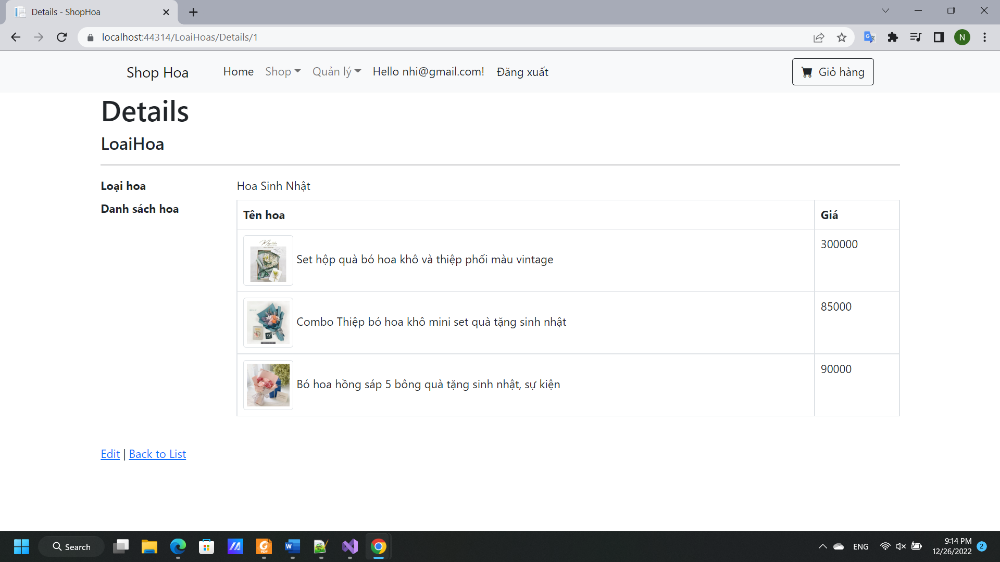 Details - ShopHoa
localhost:44314/LoaiHoas/Details/1
N
Shop Hoa Home Shop Quản lý Hello nhi@gmail.com! Đăng xuất Giỏ hàng
Details
LoaiHoa
Loại hoa Hoa Sinh Nhật
Danh sách hoa
Tên hoa Giá
Set hộp quà bó hoa khô và thiệp phối màu vintage 300000
Combo Thiệp bó hoa khô mini set quà tặng sinh nhật 85000
Bó hoa hồng sáp 5 bông quà tặng sinh nhật, sự kiện 90000
Edit | Back to List
Search
ENG
9:14 PM
12/26/2022
2